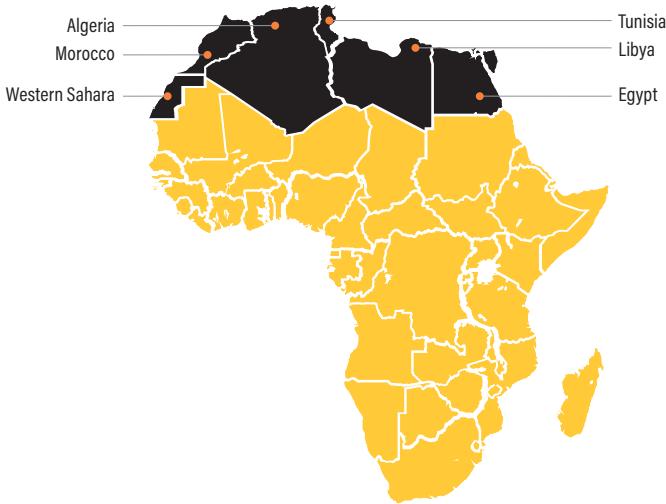 Algeria
Morocco
Western Sahara
Tunisia
Libya
Egypt